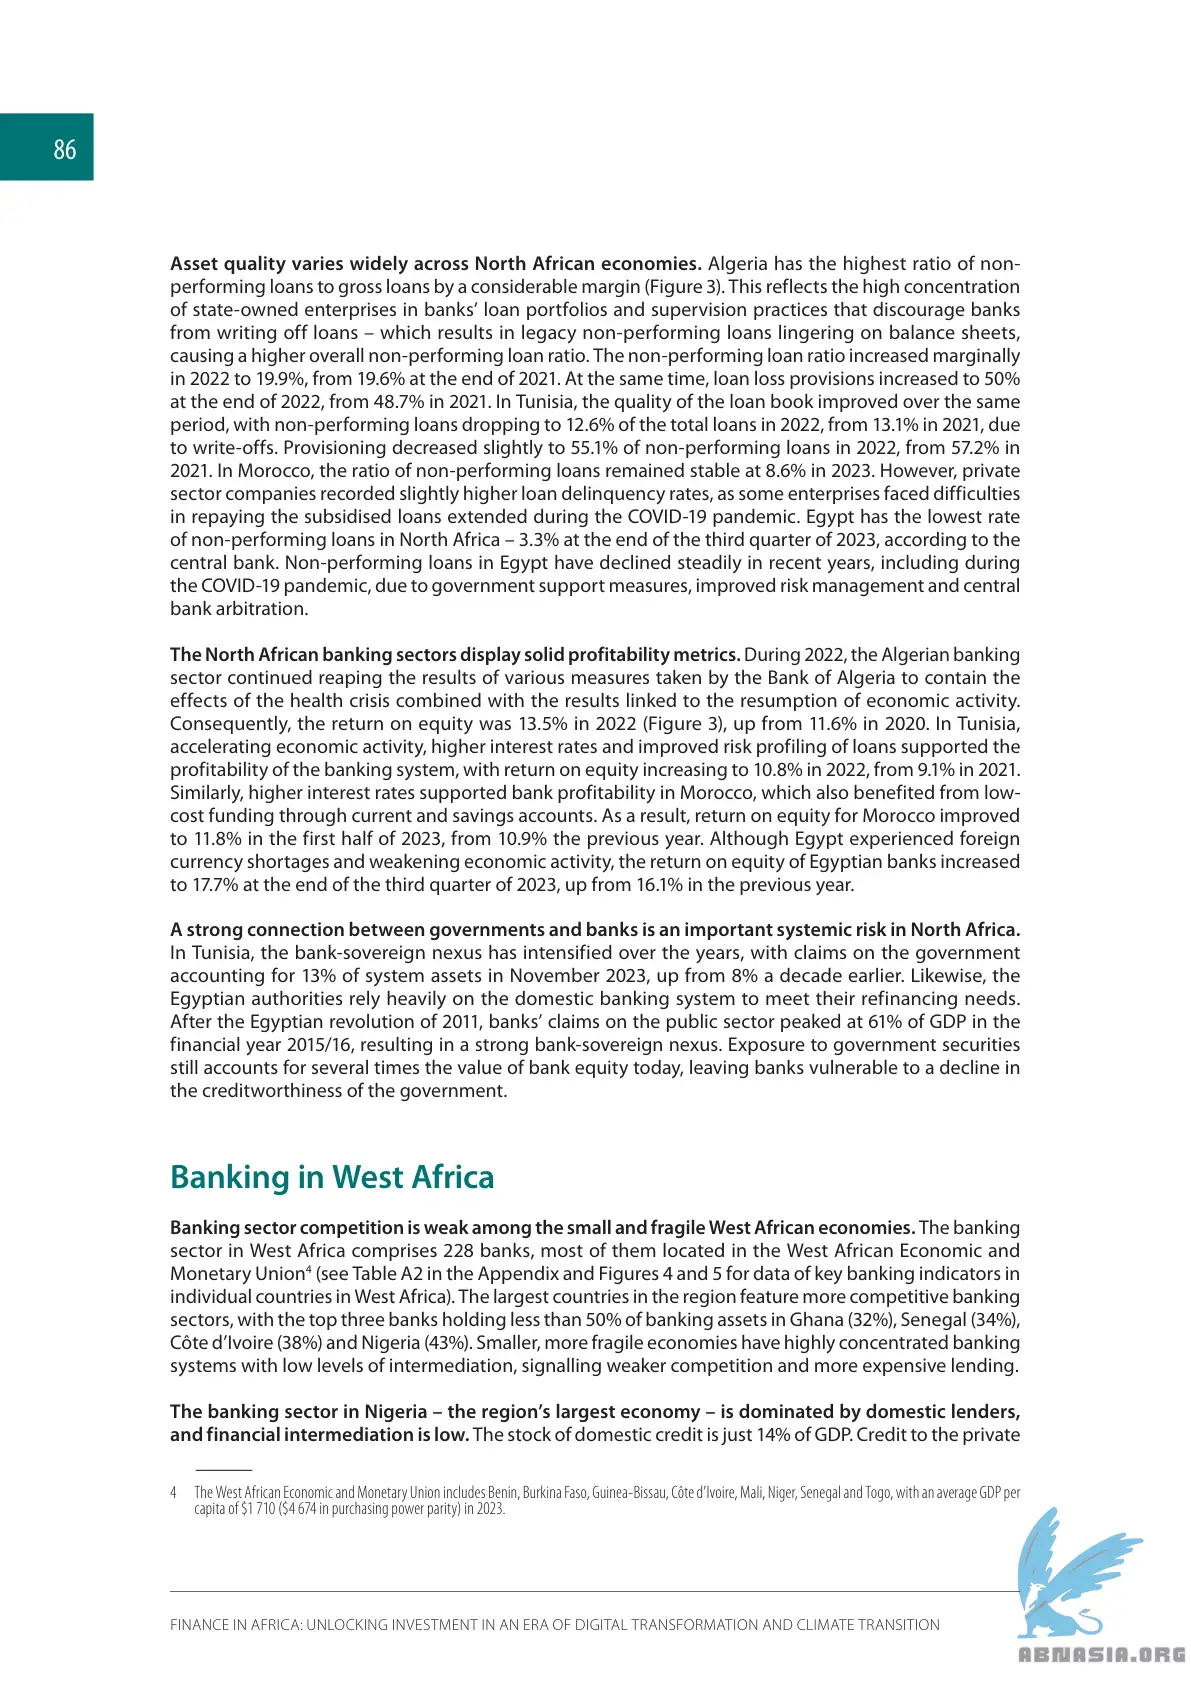 86
Asset quality varies widely across North African economies. Algeria has the highest ratio of non-
performing loans to gross loans by a considerable margin (Figure 3). This reflects the high concentration
of state-owned enterprises in banks’ loan portfolios and supervision practices that discourage banks
from writing off loans – which results in legacy non-performing loans lingering on balance sheets,
causing a higher overall non-performing loan ratio. The non-performing loan ratio increased marginally
in 2022 to 19.9%, from 19.6% at the end of 2021. At the same time, loan loss provisions increased to 50%
at the end of 2022, from 48.7% in 2021. In Tunisia, the quality of the loan book improved over the same
period, with non-performing loans dropping to 12.6% of the total loans in 2022, from 13.1% in 2021, due
to write-offs. Provisioning decreased slightly to 55.1% of non-performing loans in 2022, from 57.2% in
2021. In Morocco, the ratio of non-performing loans remained stable at 8.6% in 2023. However, private
sector companies recorded slightly higher loan delinquency rates, as some enterprises faced difficulties
in repaying the subsidised loans extended during the COVID-19 pandemic. Egypt has the lowest rate
of non-performing loans in North Africa – 3.3% at the end of the third quarter of 2023, according to the
central bank. Non-performing loans in Egypt have declined steadily in recent years, including during
the COVID-19 pandemic, due to government support measures, improved risk management and central
bank arbitration.
The North African banking sectors display solid profitability metrics. During 2022, the Algerian banking
sector continued reaping the results of various measures taken by the Bank of Algeria to contain the
effects of the health crisis combined with the results linked to the resumption of economic activity.
Consequently, the return on equity was 13.5% in 2022 (Figure 3), up from 11.6% in 2020. In Tunisia,
accelerating economic activity, higher interest rates and improved risk profiling of loans supported the
profitability of the banking system, with return on equity increasing to 10.8% in 2022, from 9.1% in 2021.
Similarly, higher interest rates supported bank profitability in Morocco, which also benefited from low-
cost funding through current and savings accounts. As a result, return on equity for Morocco improved
to 11.8% in the first half of 2023, from 10.9% the previous year. Although Egypt experienced foreign
currency shortages and weakening economic activity, the return on equity of Egyptian banks increased
to 17.7% at the end of the third quarter of 2023, up from 16.1% in the previous year.
A strong connection between governments and banks is an important systemic risk in North Africa.
In Tunisia, the bank-sovereign nexus has intensified over the years, with claims on the government
accounting for 13% of system assets in November 2023, up from 8% a decade earlier. Likewise, the
Egyptian authorities rely heavily on the domestic banking system to meet their refinancing needs.
After the Egyptian revolution of 2011, banks’ claims on the public sector peaked at 61% of GDP in the
financial year 2015/16, resulting in a strong bank-sovereign nexus. Exposure to government securities
still accounts for several times the value of bank equity today, leaving banks vulnerable to a decline in
the creditworthiness of the government.
Banking in West Africa
Banking sector competition is weak among the small and fragile West African economies. The banking
sector in West Africa comprises 228 banks, most of them located in the West African Economic and
Monetary Union⁴ (see Table A2 in the Appendix and Figures 4 and 5 for data of key banking indicators in
individual countries in West Africa). The largest countries in the region feature more competitive banking
sectors, with the top three banks holding less than 50% of banking assets in Ghana (32%), Senegal (34%),
Côte d’Ivoire (38%) and Nigeria (43%). Smaller, more fragile economies have highly concentrated banking
systems with low levels of intermediation, signalling weaker competition and more expensive lending.
The banking sector in Nigeria – the region’s largest economy – is dominated by domestic lenders,
and financial intermediation is low. The stock of domestic credit is just 14% of GDP. Credit to the private
4 The West African Economic and Monetary Union includes Benin, Burkina Faso, Guinea-Bissau, Côte d’Ivoire, Mali, Niger, Senegal and Togo, with an average GDP per
capita of $1 710 ($4 674 in purchasing power parity) in 2023.
FINANCE IN AFRICA: UNLOCKING INVESTMENT IN AN ERA OF DIGITAL TRANSFORMATION AND CLIMATE TRANSITION
ABNASIA.ORG